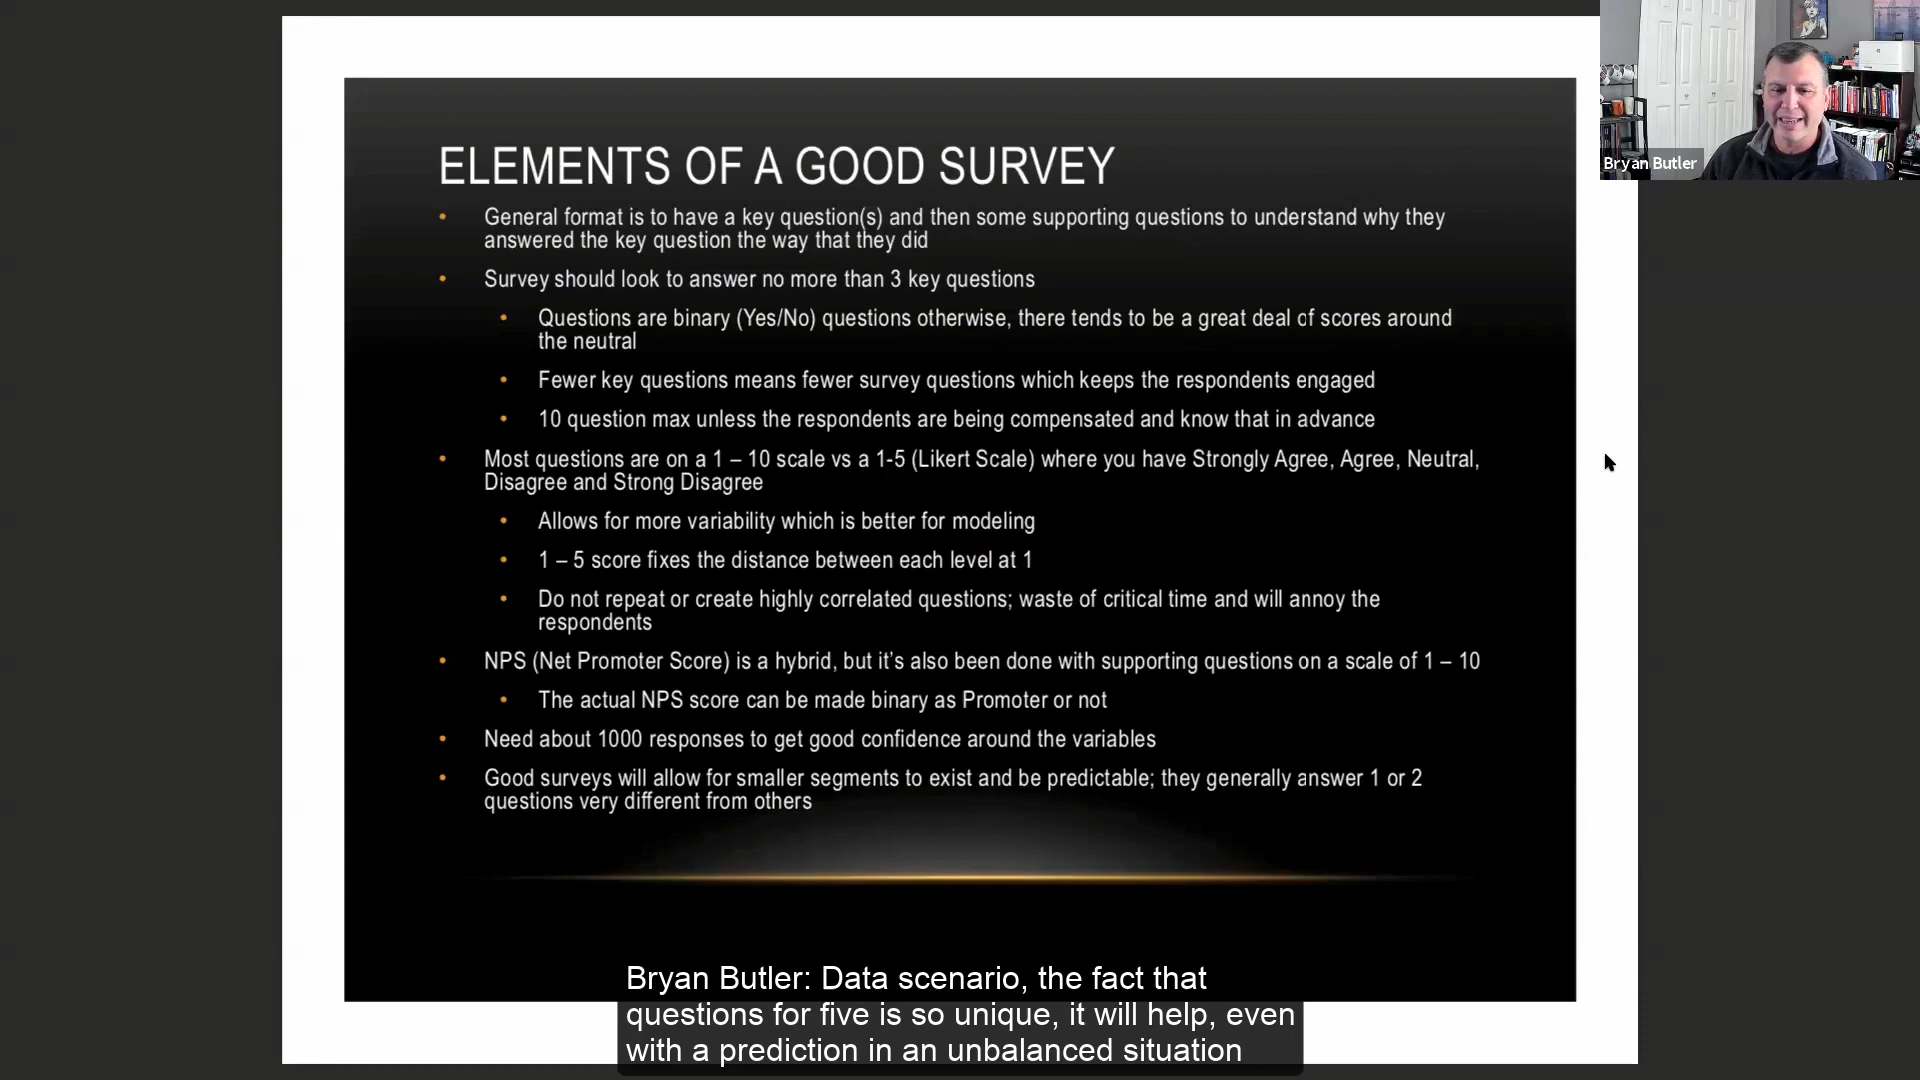 ELEMENTS OF A GOOD SURVEY
• General format is to have a key question(s) and then some supporting questions to understand why they
answered the key question the way that they did
• Survey should look to answer no more than 3 key questions
• Questions are binary (Yes/No) questions otherwise, there tends to be a great deal of scores around
the neutral
• Fewer key questions means fewer survey questions which keeps the respondents engaged
• 10 question max unless the respondents are being compensated and know that in advance
• Most questions are on a 1 – 10 scale vs a 1-5 (Likert Scale) where you have Strongly Agree, Agree, Neutral,
Disagree and Strong Disagree
• Allows for more variability which is better for modeling
• 1 – 5 score fixes the distance between each level at 1
• Do not repeat or create highly correlated questions; waste of critical time and will annoy the
respondents
• NPS (Net Promoter Score) is a hybrid, but it's also been done with supporting questions on a scale of 1 – 10
• The actual NPS score can be made binary as Promoter or not
• Need about 1000 responses to get good confidence around the variables
• Good surveys will allow for smaller segments to exist and be predictable; they generally answer 1 or 2
questions very different from others
Bryan Butler
Bryan Butler: Data scenario, the fact that
questions for five is so unique, it will help, even
with a prediction in an unbalanced situation